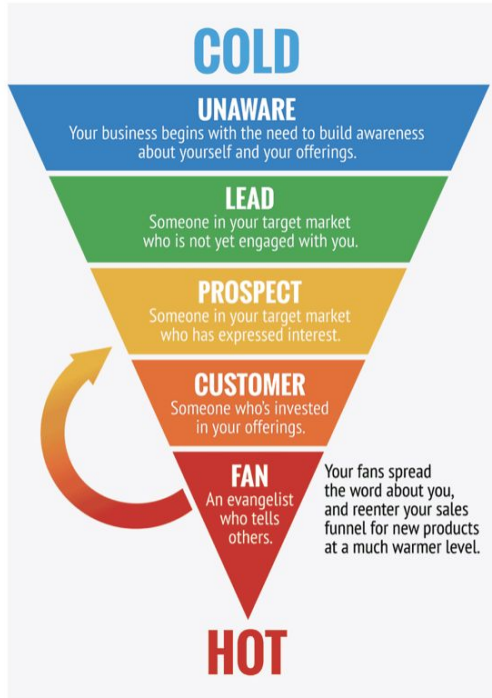 COLD
UNAWARE
Your business begins with the need to build awareness
about yourself and your offerings.
LEAD
Someone in your target market
who is not yet engaged with you.
PROSPECT
Someone in your target market
who has expressed interest.
CUSTOMER
Someone who's invested
in your offerings.
FAN
An evangelist
who tells
others.
Your fans spread
the word about you,
and reenter your sales
funnel for new products
at a much warmer level.
HOT